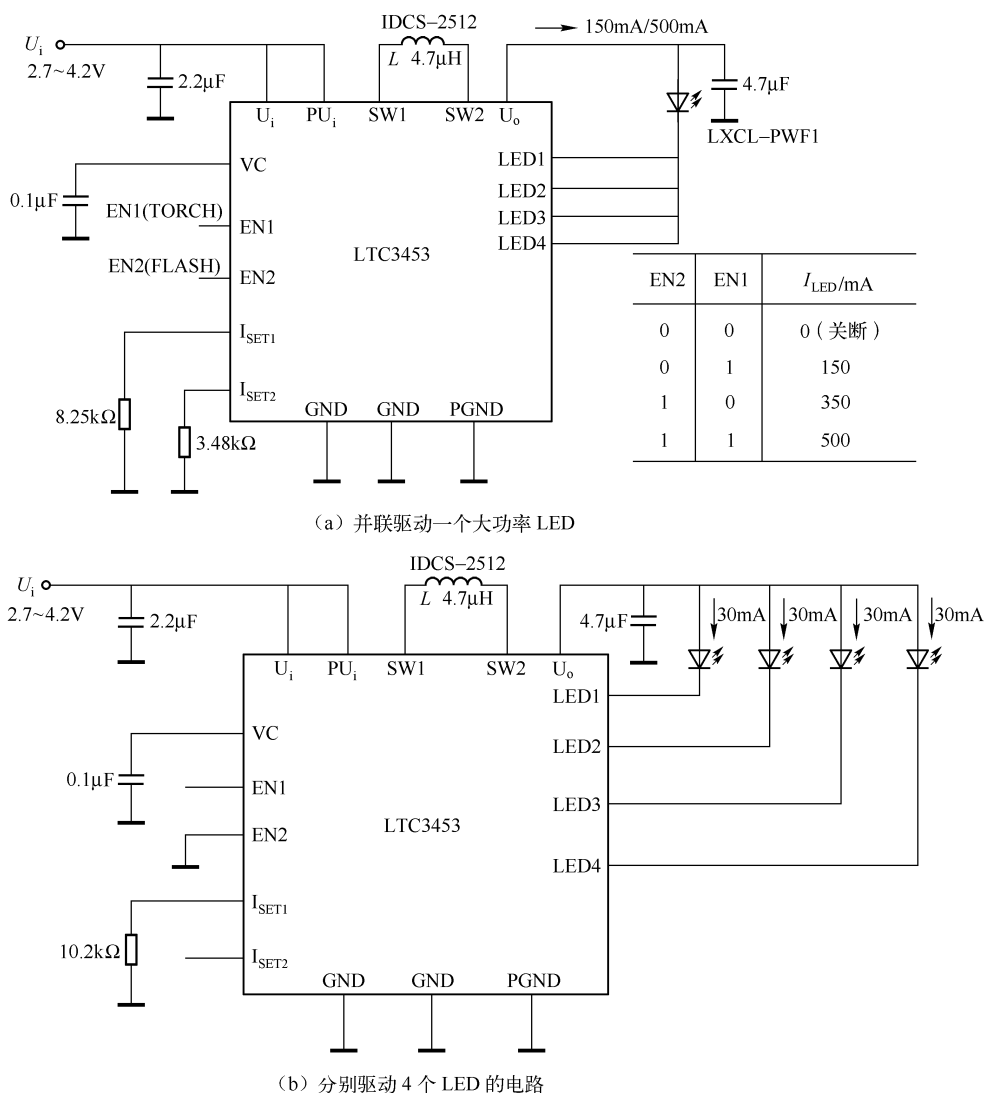 IDCS–2512
L 4.7μH
150mA/500mA
Ui
2.7~4.2V
2.2μF
4.7μF
Ui PUi SW1 SW2 Uo
LXCL–PWF1
VC
LED1
0.1μF
LED2
EN1(TORCH)
EN1
LED3
LED4
LTC3453
EN2(FLASH)
EN2
EN2 EN1 ILED/mA
0 0 0（关断）
0 1 150
1 0 350
1 1 500
ISET1
ISET2
8.25kΩ
3.48kΩ
GND GND PGND
（a）并联驱动一个大功率 LED
IDCS–2512
L 4.7μH
Ui
2.7~4.2V
2.2μF
4.7μF
30mA 30mA 30mA 30mA
Ui PUi SW1 SW2 Uo
LED1
VC
LED2
0.1μF
EN1
LED3
LTC3453
EN2
LED4
ISET1
10.2kΩ
ISET2
GND GND PGND
（b）分别驱动 4 个 LED 的电路